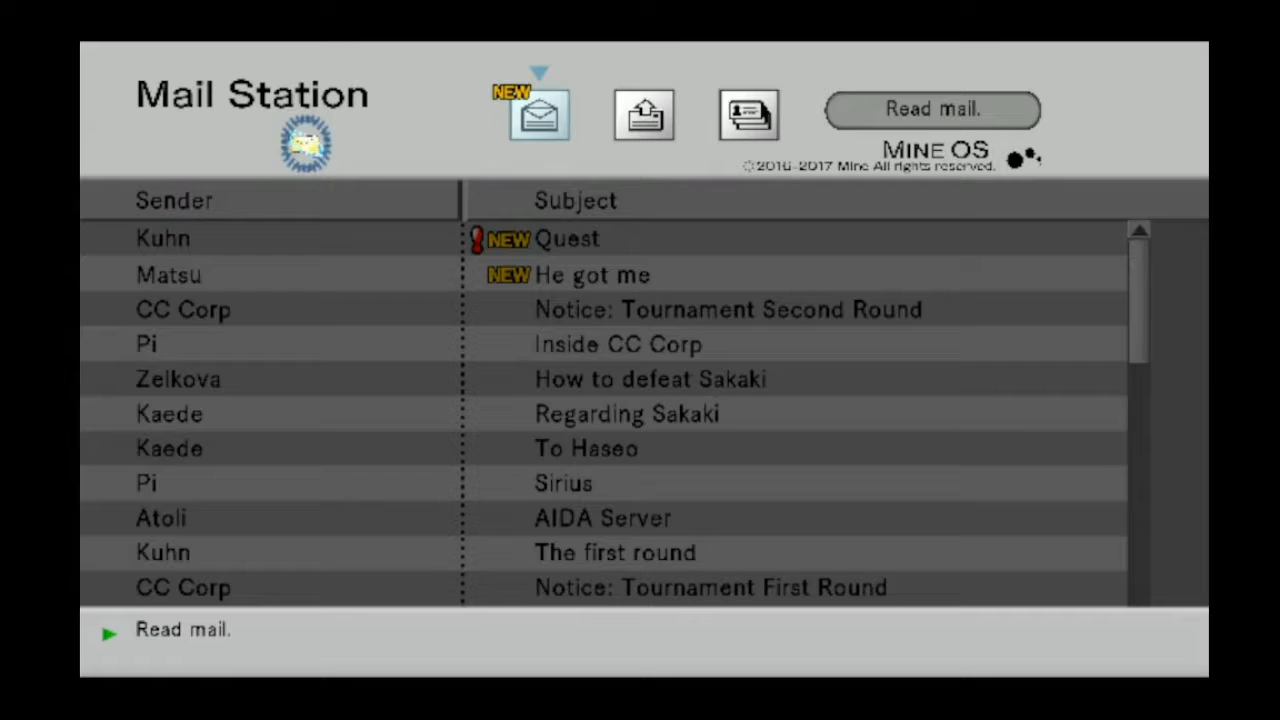 Mail Station
NEW
Read mail.
MINE OS
©2016-2017 Mine All rights reserved.
Sender Subject
Kuhn NEW Quest
Matsu NEW He got me
CC Corp Notice: Tournament Second Round
Pi Inside CC Corp
Zelkova How to defeat Sakaki
Kaede Regarding Sakaki
Kaede To Haseo
Pi Sirius
Atoli AIDA Server
Kuhn The first round
CC Corp Notice: Tournament First Round
Read mail.